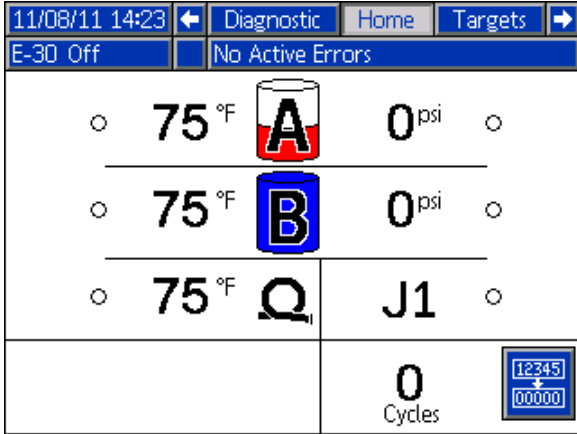 11/08/11 14:23 Diagnostic Home Targets
E-30 Off No Active Errors
75 °F A 0 psi
75 °F B 0 psi
75 °F J1
0
Cycles
12345
00000